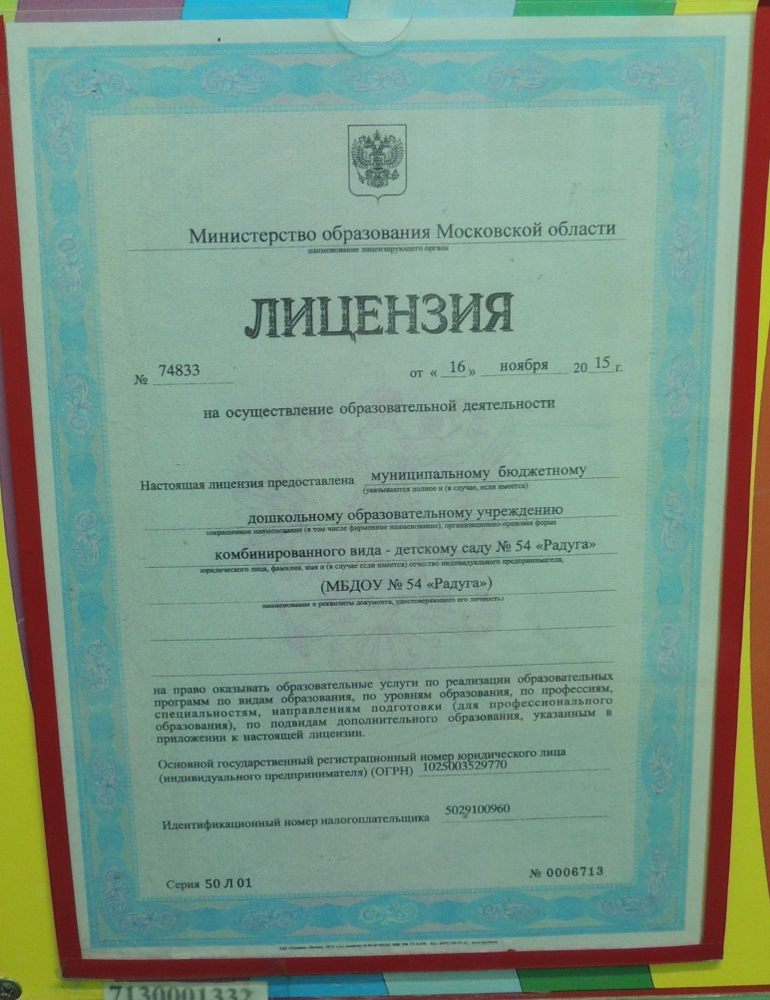 Министерство образования Московской области
наименование лицензирующего органа
ЛИЦЕНЗИЯ
№ 74833 от « 16 » ноября 20 15 г.
на осуществление образовательной деятельности
Настоящая лицензия предоставлена муниципальному бюджетному
(указываются полное и (в случае, если имеется)
дошкольному образовательному учреждению
сокращенное наименование (в том числе фирменное наименование), организационно-правовая форма
комбинированного вида - детскому саду № 54 «Радуга»
юридического лица, фамилия, имя и (в случае если имеется) отчество индивидуального предпринимателя,
(МБДОУ № 54 «Радуга»)
наименование и реквизиты документа, удостоверяющего его личность)
на право оказывать образовательные услуги по реализации образовательных
программ по видам образования, по уровням образования, по профессиям,
специальностям, направлениям подготовки (для профессионального
образования), по подвидам дополнительного образования, указанным в
приложении к настоящей лицензии.
Основной государственный регистрационный номер юридического лица
(индивидуального предпринимателя) (ОГРН) 1025003529770
Идентификационный номер налогоплательщика 5029100960
Серия 50 Л 01 № 0006713
7130001332